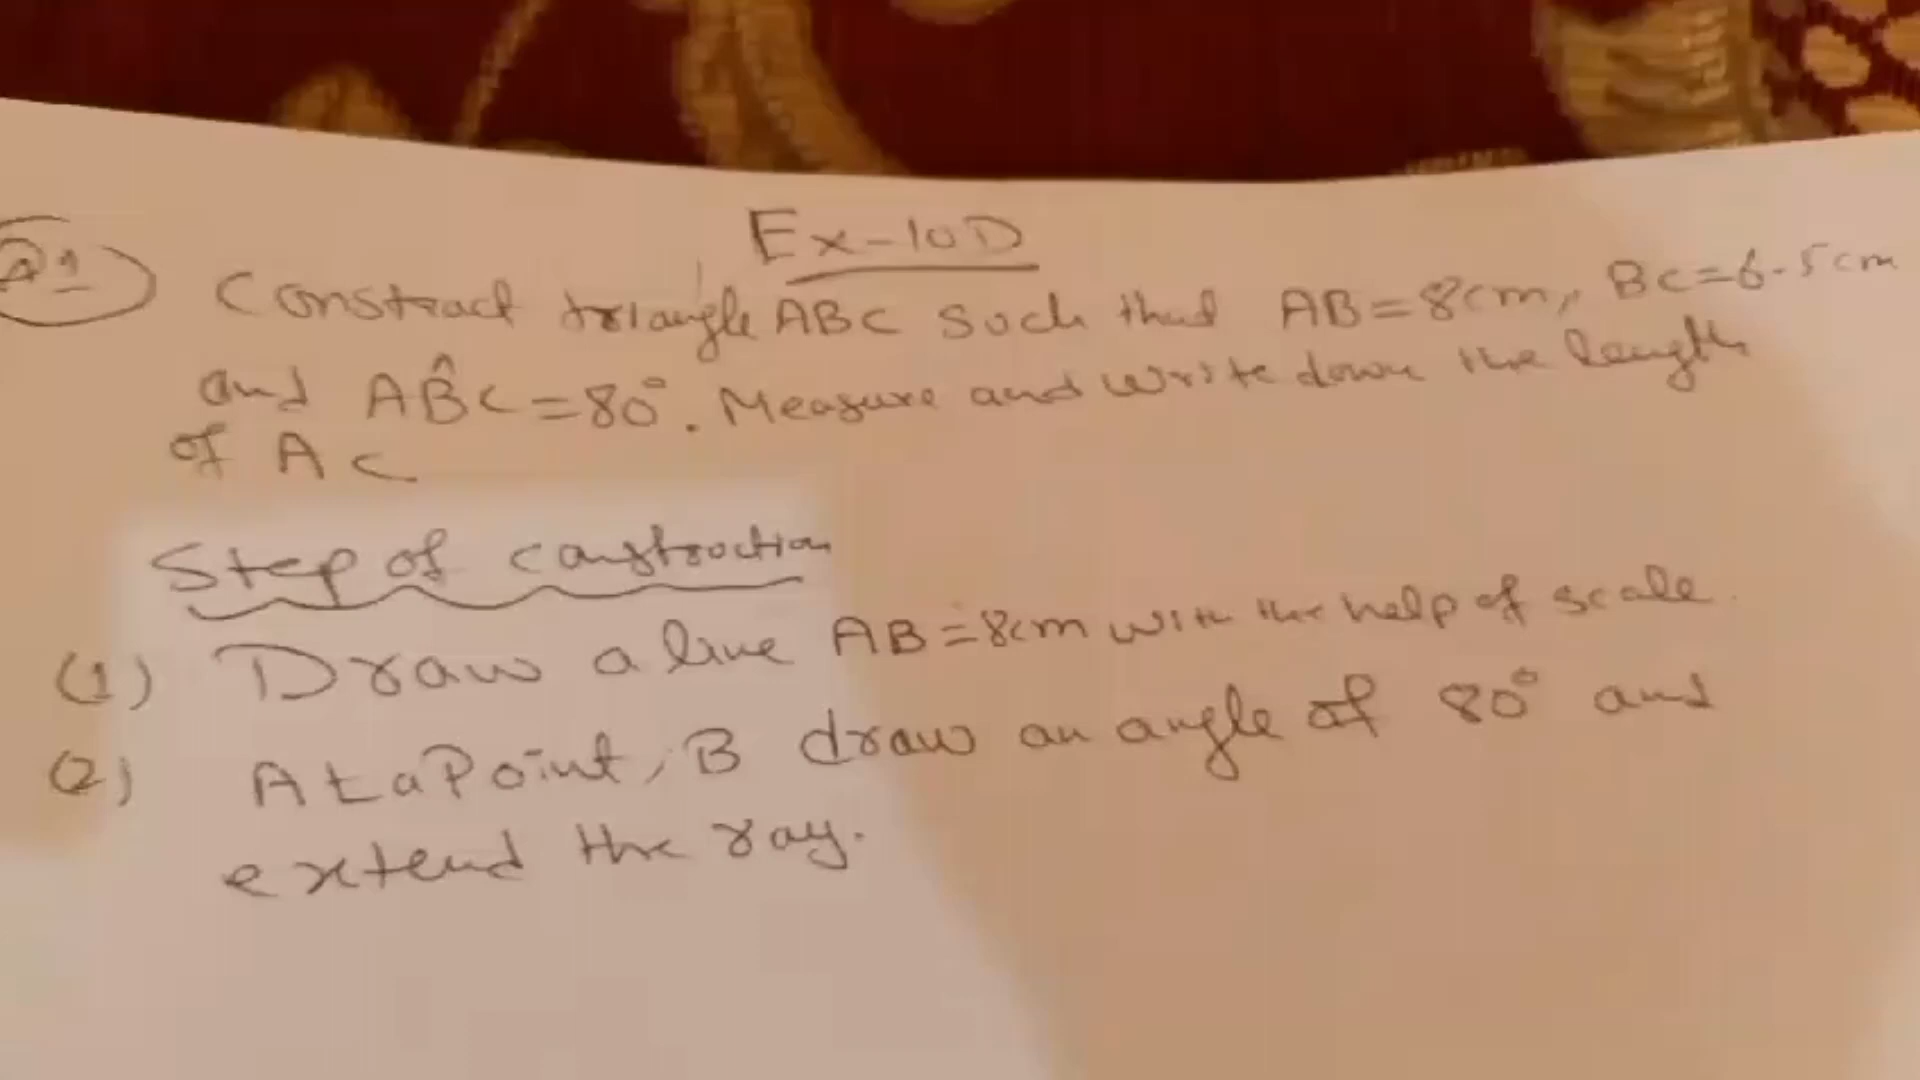 Ex-10D
Q1 Construct triangle ABC such that AB=8cm, BC=6.5cm
and AB̂C=80°. Measure and write down the length
of AC
Step of construction
(1) Draw a line AB=8cm with the help of scale.
(2) At a Point, B draw an angle of 80° and
extend the ray.